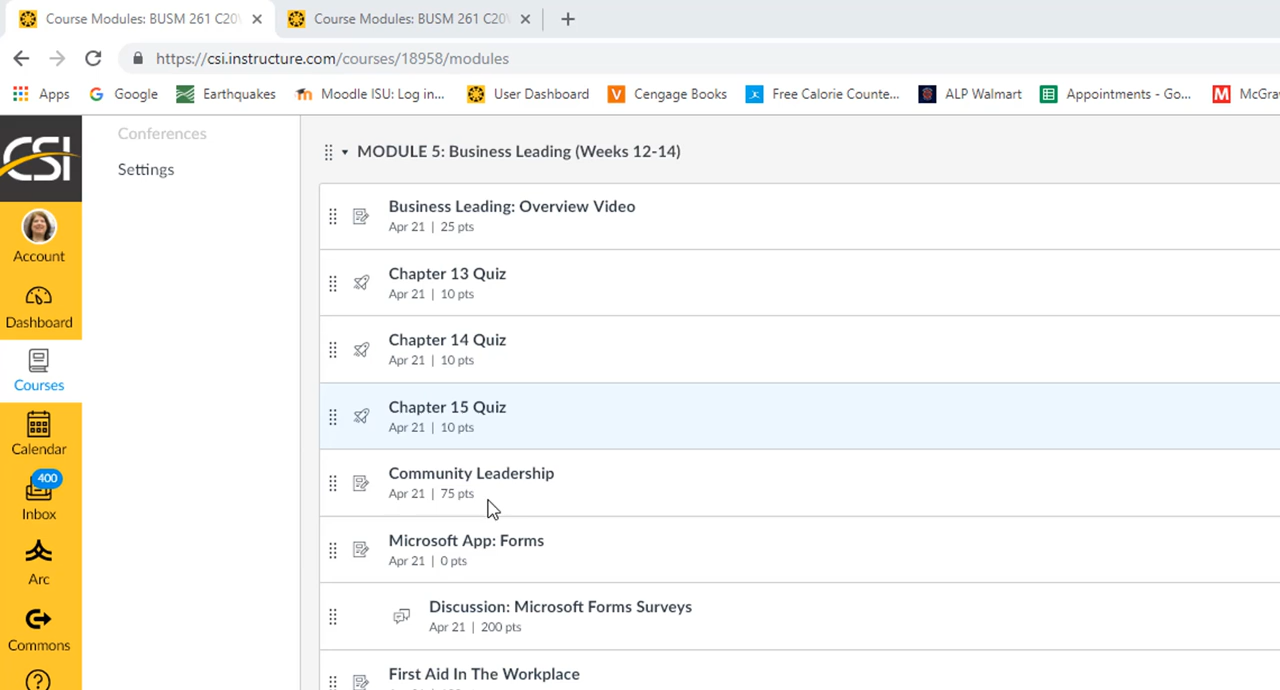 Course Modules: BUSM 261 C20
Course Modules: BUSM 261 C20
https://csi.instructure.com/courses/18958/modules
Apps
Google
Earthquakes
Moodle ISU: Log in...
User Dashboard
Cengage Books
Free Calorie Counte...
ALP Walmart
Appointments - Go...
McGra
CSI
Account
Dashboard
Courses
Calendar
400
Inbox
Arc
Commons
Conferences
Settings
MODULE 5: Business Leading (Weeks 12-14)
Business Leading: Overview Video
Apr 21 | 25 pts
Chapter 13 Quiz
Apr 21 | 10 pts
Chapter 14 Quiz
Apr 21 | 10 pts
Chapter 15 Quiz
Apr 21 | 10 pts
Community Leadership
Apr 21 | 75 pts
Microsoft App: Forms
Apr 21 | 0 pts
Discussion: Microsoft Forms Surveys
Apr 21 | 200 pts
First Aid In The Workplace